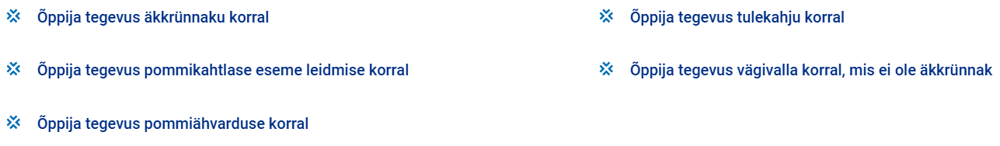 Õppija tegevus äkkrünnaku korral
Õppija tegevus tulekahju korral
Õppija tegevus pommikahtlase eseme leidmise korral
Õppija tegevus vägivalla korral, mis ei ole äkkrünnak
Õppija tegevus pommiähvarduse korral